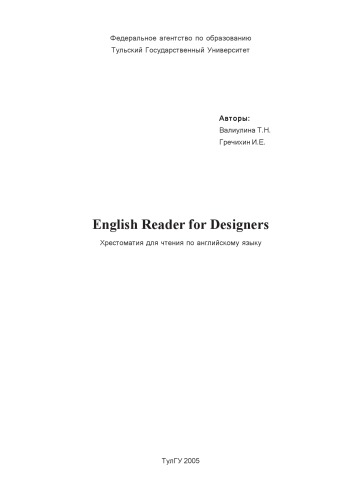 Федеральное агентство по образованию
Тульский Государственный Университет
Авторы:
Валиулина Т.Н.
Гречихин И.Е.
English Reader for Designers
Хрестоматия для чтения по английскому языку
ТулГУ 2005